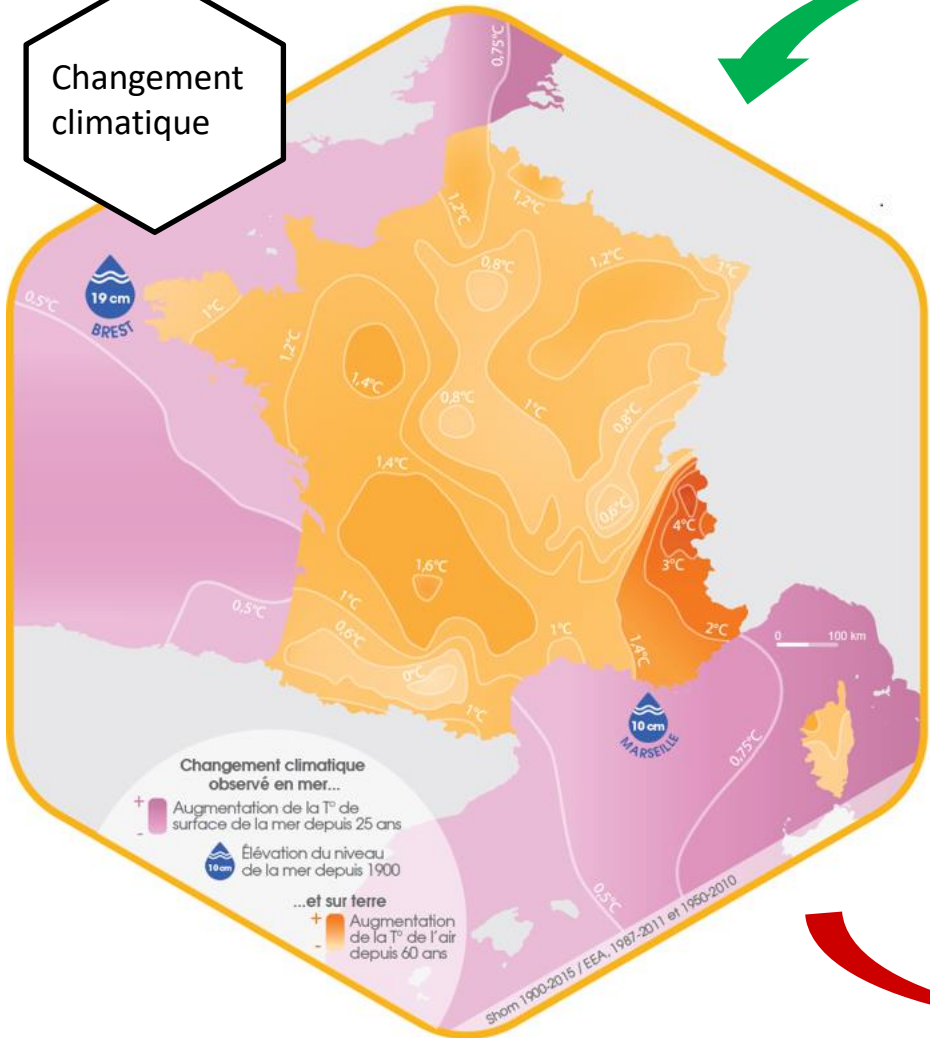 Changement
climatique
0,75°C
1,2°C
1,2°C
0,8°C
1,2°C
1°C
19 cm
BREST
0,5°C
1°C
1,2°C
1,4°C
0,8°C
1°C
0,8°C
1,4°C
0,6°C
4°C
3°C
1,6°C
0,5°C
1°C
0,6°C
0°C
1°C
1°C
1,4°C
2°C
0 100 km
10 cm
MARSEILLE
0,75°C
0,5°C
Changement climatique
observé en mer...
+
-
Augmentation de la T° de
surface de la mer depuis 25 ans
10cm
Élévation du niveau
de la mer depuis 1900
...et sur terre
+
-
Augmentation
de la T° de l'air
depuis 60 ans
Shom 1900-2015 / EEA, 1987-2011 et 1950-2010